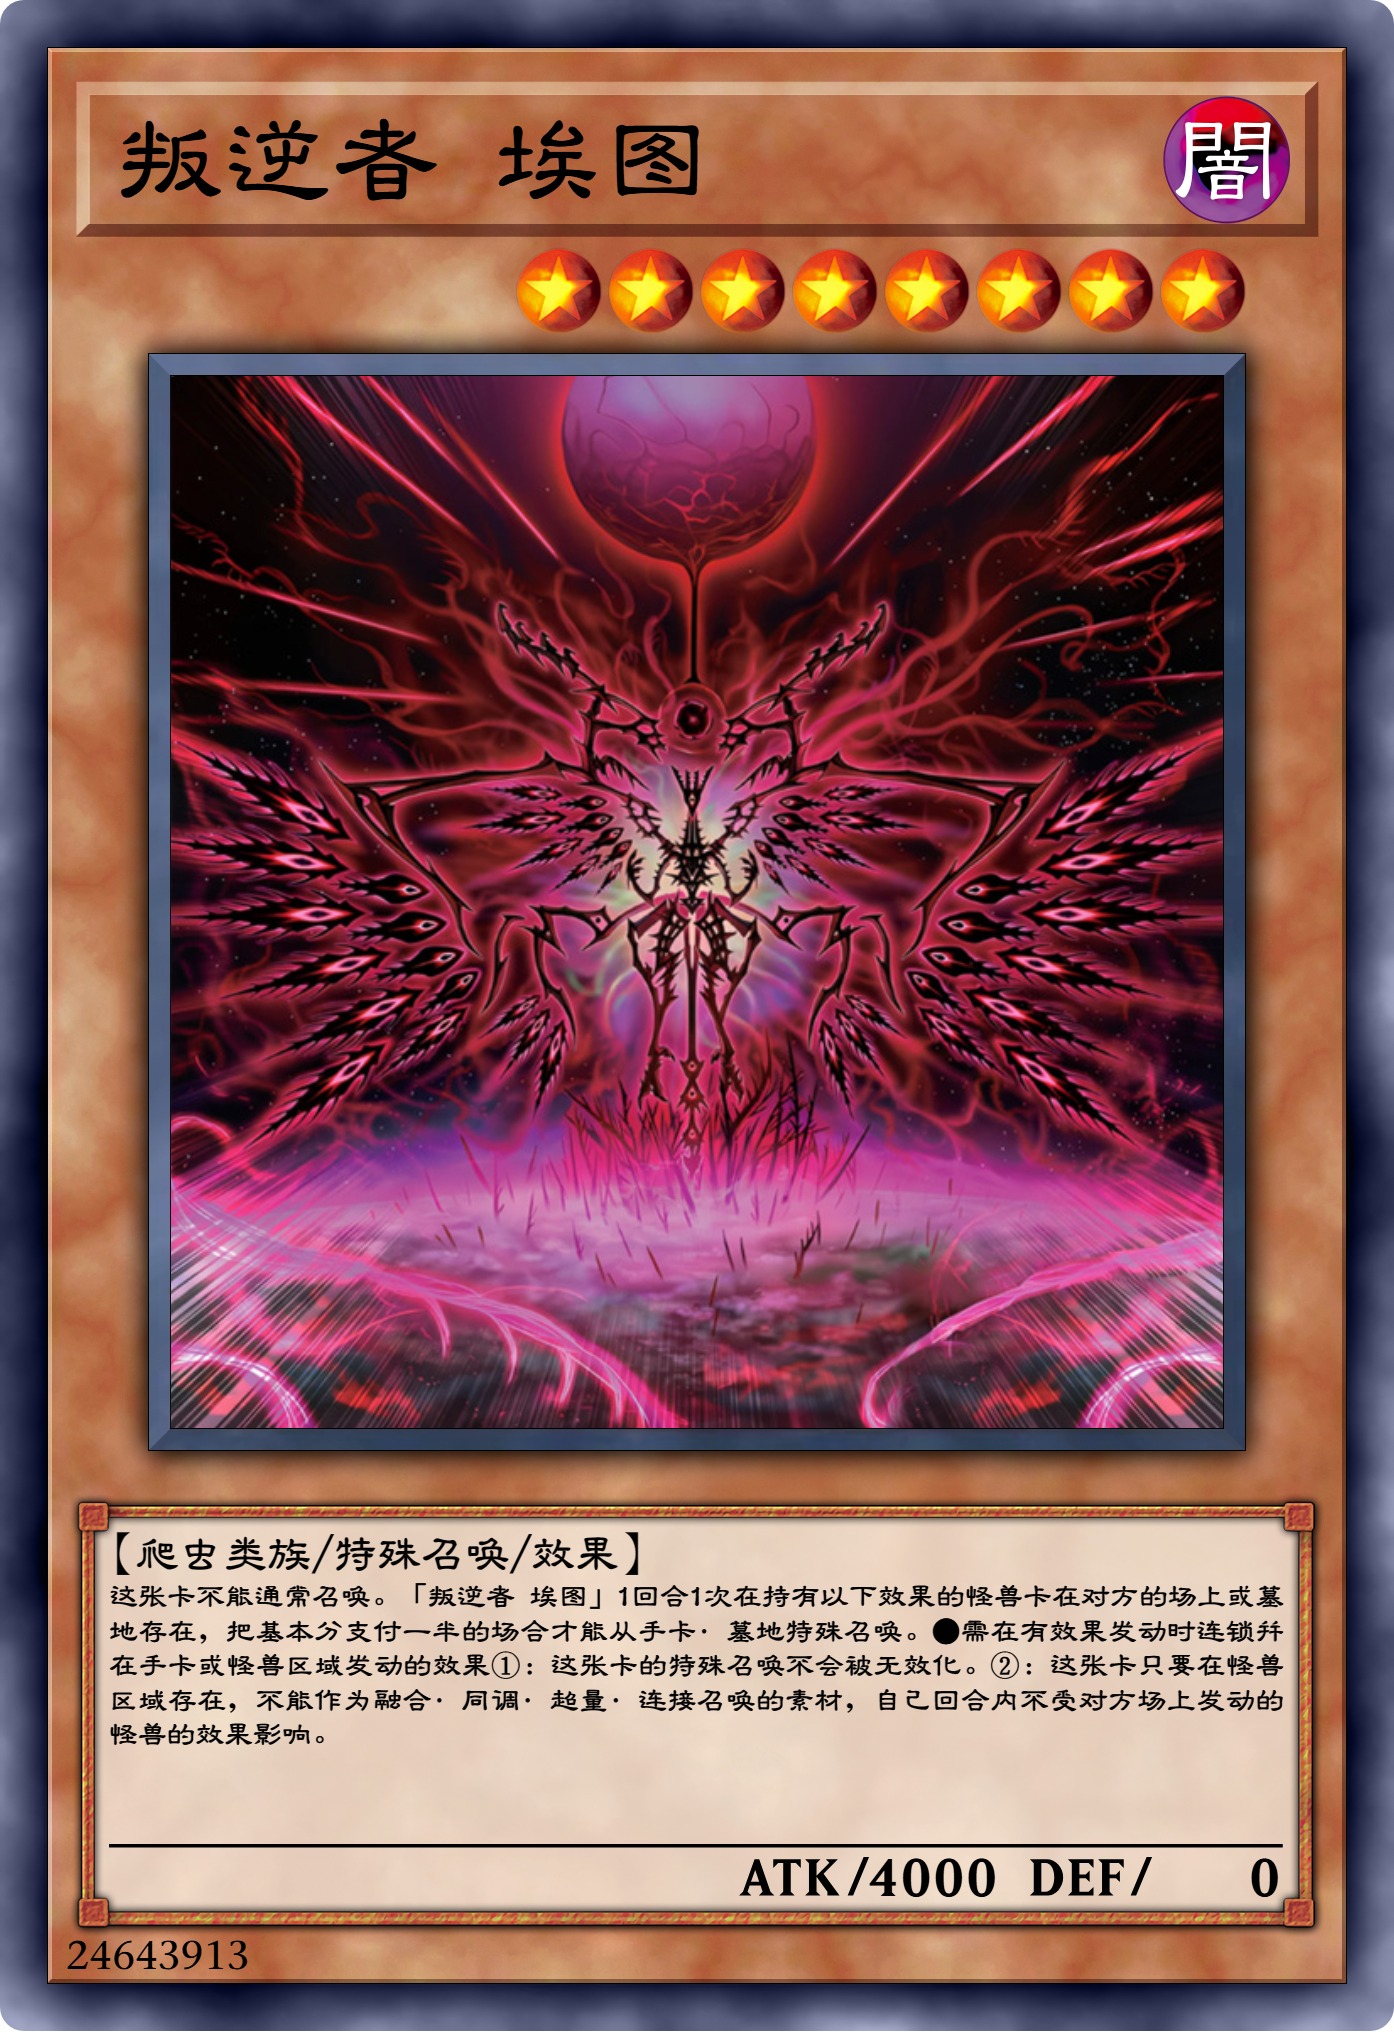 叛逆者 埃图
闇
【爬虫类族/特殊召唤/效果】
这张卡不能通常召唤。「叛逆者 埃图」1回合1次在持有以下效果的怪兽卡在对方的场上或墓
地存在，把基本分支付一半的场合才能从手卡·墓地特殊召唤。●需在有效果发动时连锁并
在手卡或怪兽区域发动的效果①：这张卡的特殊召唤不会被无效化。②：这张卡只要在怪兽
区域存在，不能作为融合·同调·超量·连接召唤的素材，自己回合内不受对方场上发动的
怪兽的效果影响。
ATK/4000 DEF/ 0
24643913